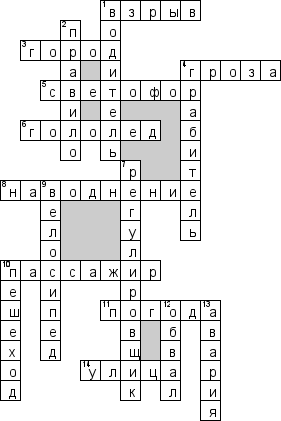 1 взрыв
водитель
2 правило
3 город
4 гроза
грабитель
5 светофор
6 гололед
7 регулировщик
8 наводнение
9 велосипед
10 пассажир
пешеход
11 погода
12 обвал
13 авария
14 улица